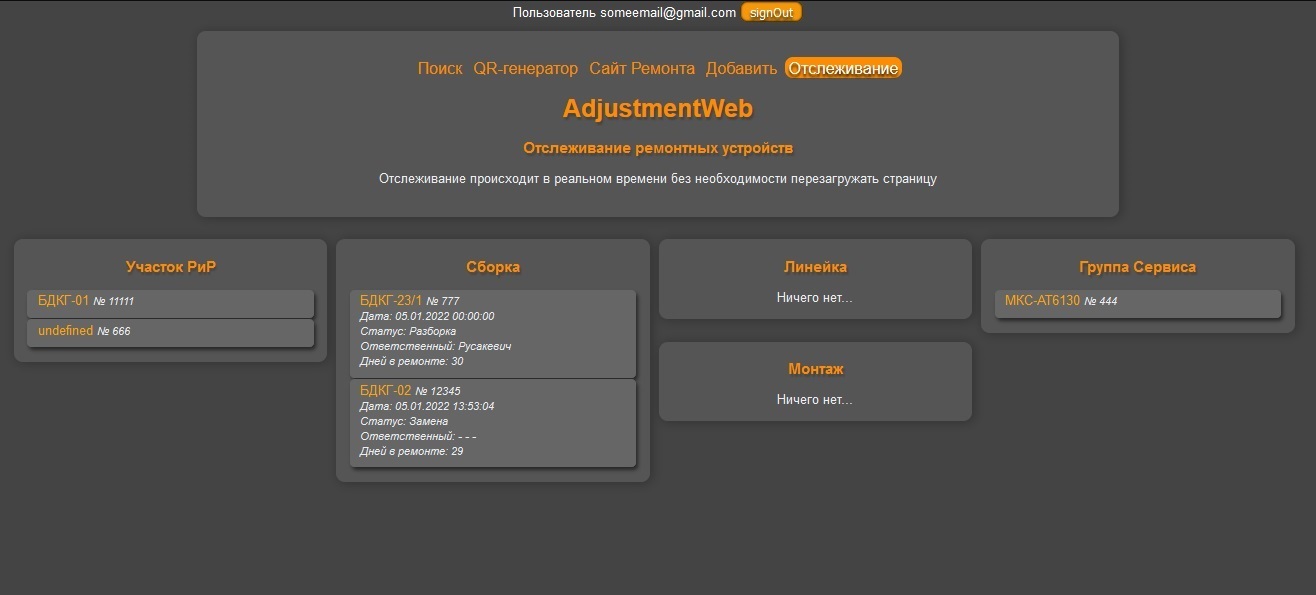 Пользователь someemail@gmail.com signOut
Поиск QR-генератор Сайт Ремонта Добавить Отслеживание
AdjustmentWeb
Отслеживание ремонтных устройств
Отслеживание происходит в реальном времени без необходимости перезагружать страницу
Участок РиР
БДКГ-01 № 11111
undefined № 666
Сборка
БДКГ-23/1 № 777
Дата: 05.01.2022 00:00:00
Статус: Разборка
Ответственный: Русакевич
Дней в ремонте: 30
БДКГ-02 № 12345
Дата: 05.01.2022 13:53:04
Статус: Замена
Ответственный: - - -
Дней в ремонте: 29
Линейка
Ничего нет...
Монтаж
Ничего нет...
Группа Сервиса
МКС-АТ6130 № 444